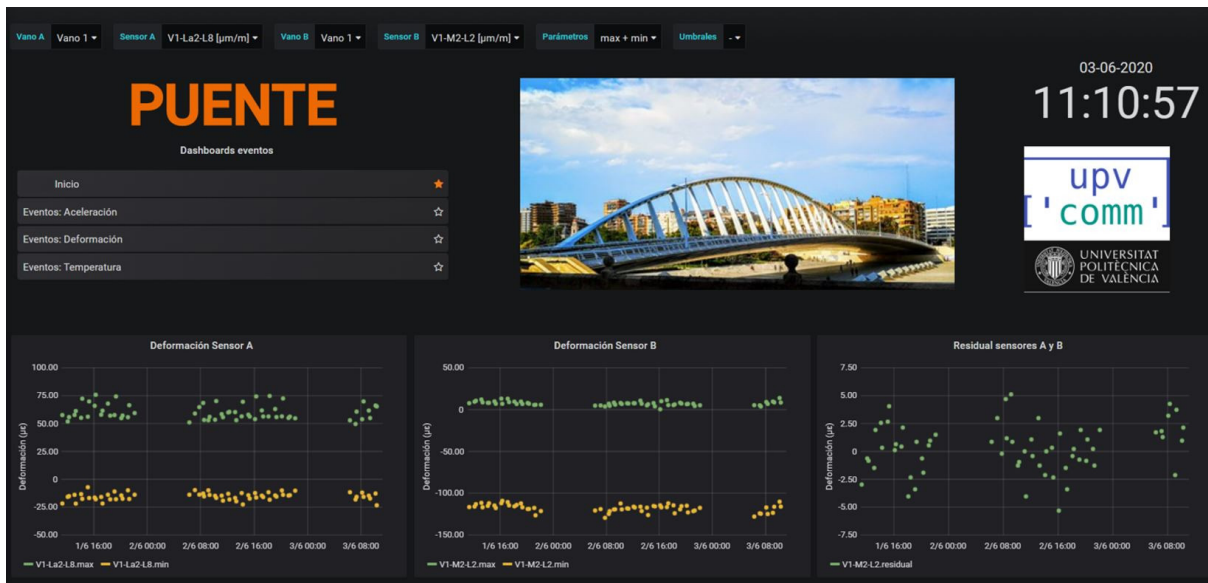 Vano A Vano 1 Sensor A V1-La2-L8 [µm/m] Vano B Vano 1 Sensor B V1-M2-L2 [µm/m] Parámetros max + min Umbrales -
03-06-2020
11:10:57
PUENTE
Dashboards eventos
Inicio
Eventos: Aceleración
Eventos: Deformación
Eventos: Temperatura
upv
['comm']
UNIVERSITAT
POLITÈCNICA
DE VALÈNCIA
Deformación Sensor A
100.00
75.00
50.00
25.00
0
-25.00
-50.00
Deformación (µε)
1/6 16:00 2/6 00:00 2/6 08:00 2/6 16:00 3/6 00:00 3/6 08:00
V1-La2-L8.max V1-La2-L8.min
Deformación Sensor B
50.00
0
-50.00
-100.00
-150.00
Deformación (µε)
1/6 16:00 2/6 00:00 2/6 08:00 2/6 16:00 3/6 00:00 3/6 08:00
V1-M2-L2.max V1-M2-L2.min
Residual sensores A y B
7.50
5.00
2.50
0
-2.50
-5.00
-7.50
Deformación (µε)
1/6 16:00 2/6 00:00 2/6 08:00 2/6 16:00 3/6 00:00 3/6 08:00
V1-M2-L2.residual